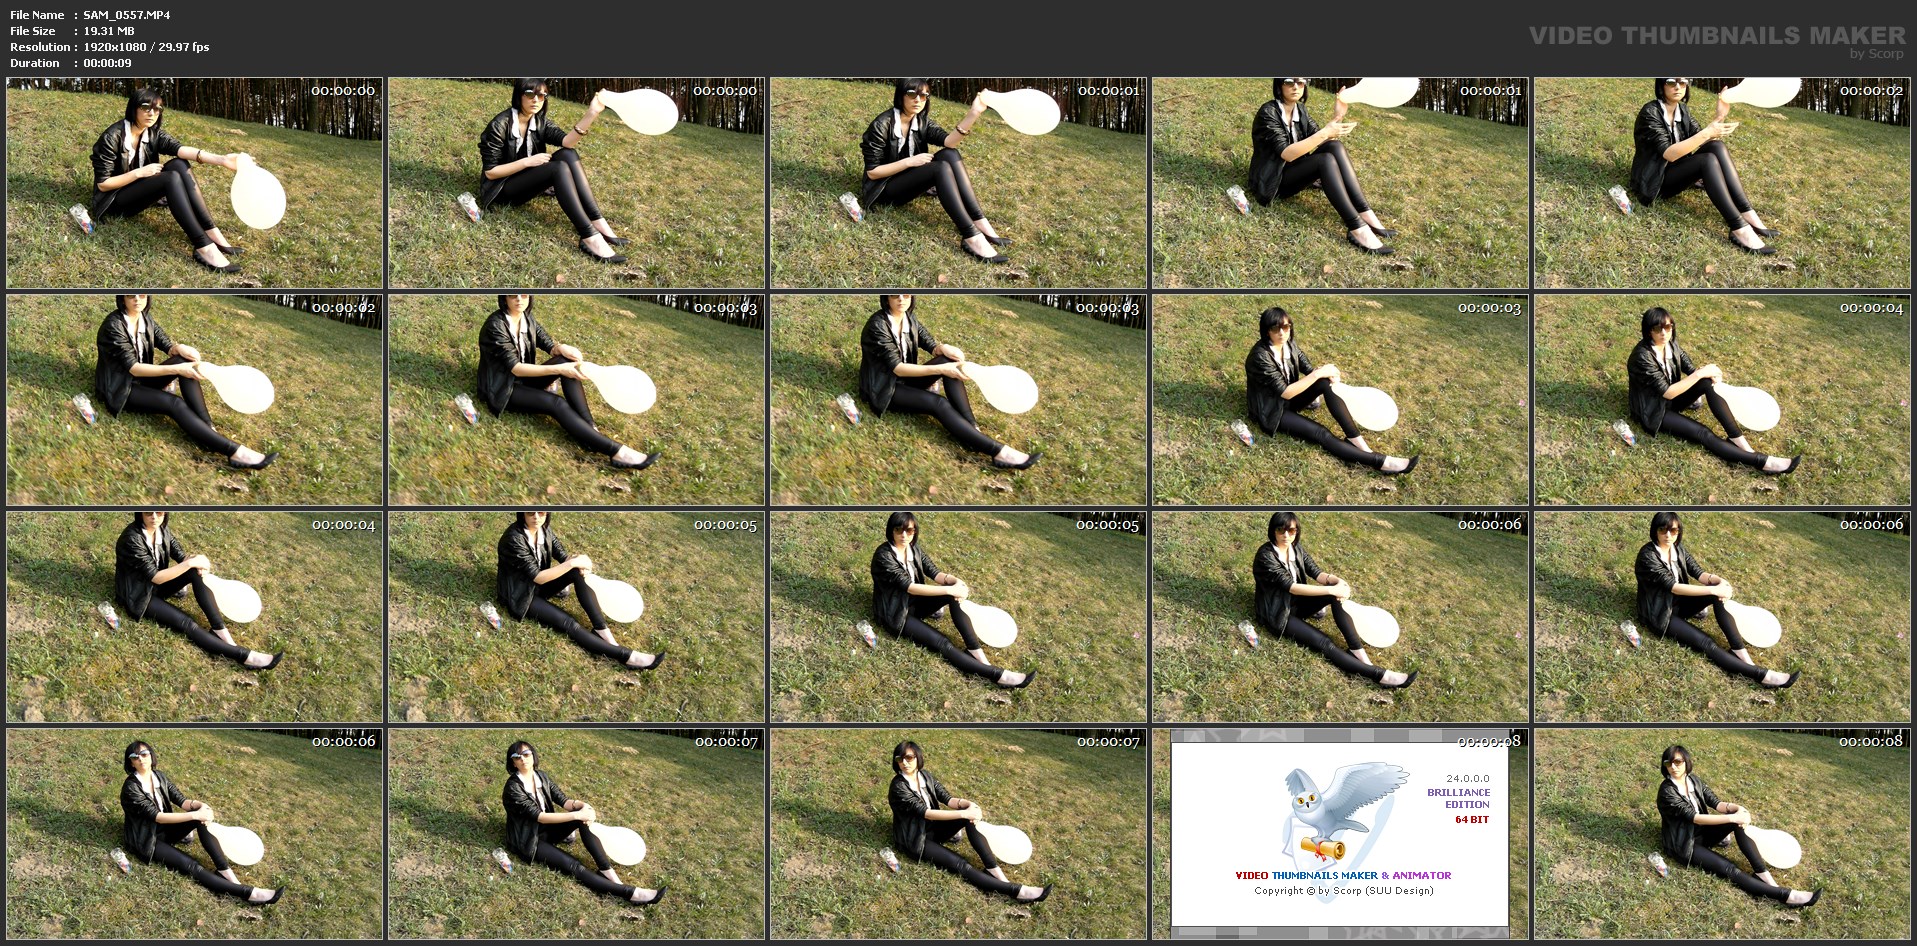 File Name : SAM_0557.MP4
File Size : 19.31 MB
Resolution : 1920x1080 / 29.97 fps
Duration : 00:00:09
VIDEO THUMBNAILS MAKER
by Scorp
00:00:00
00:00:00
00:00:01
00:00:01
00:00:02
00:00:02
00:00:03
00:00:03
00:00:03
00:00:04
00:00:04
00:00:05
00:00:05
00:00:06
00:00:06
00:00:06
00:00:07
00:00:07
00:00:08
00:00:08
24.0.0.0
BRILLIANCE
EDITION
64 BIT
VIDEO THUMBNAILS MAKER & ANIMATOR
Copyright © by Scorp (SUU Design)